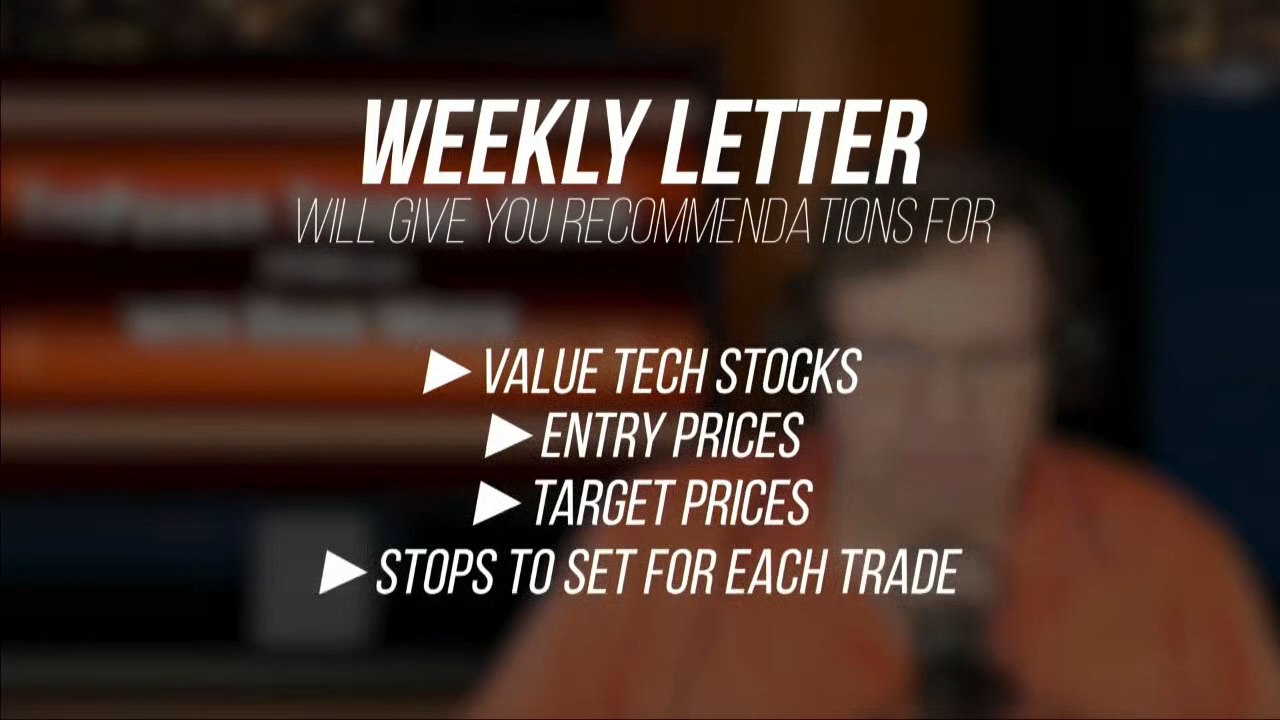 WEEKLY LETTER
WILL GIVE YOU RECOMMENDATIONS FOR
▶ VALUE TECH STOCKS
▶ ENTRY PRICES
▶ TARGET PRICES
▶ STOPS TO SET FOR EACH TRADE